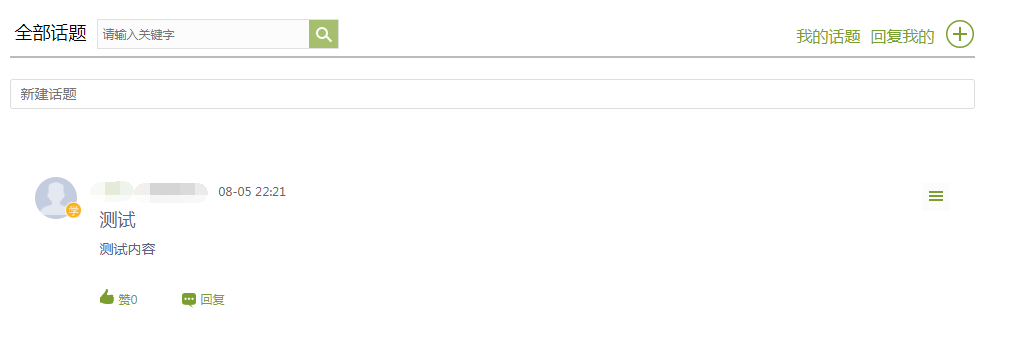 全部话题 请输入关键字 我的话题 回复我的
新建话题
08-05 22:21
学
测试
测试内容
赞0 回复